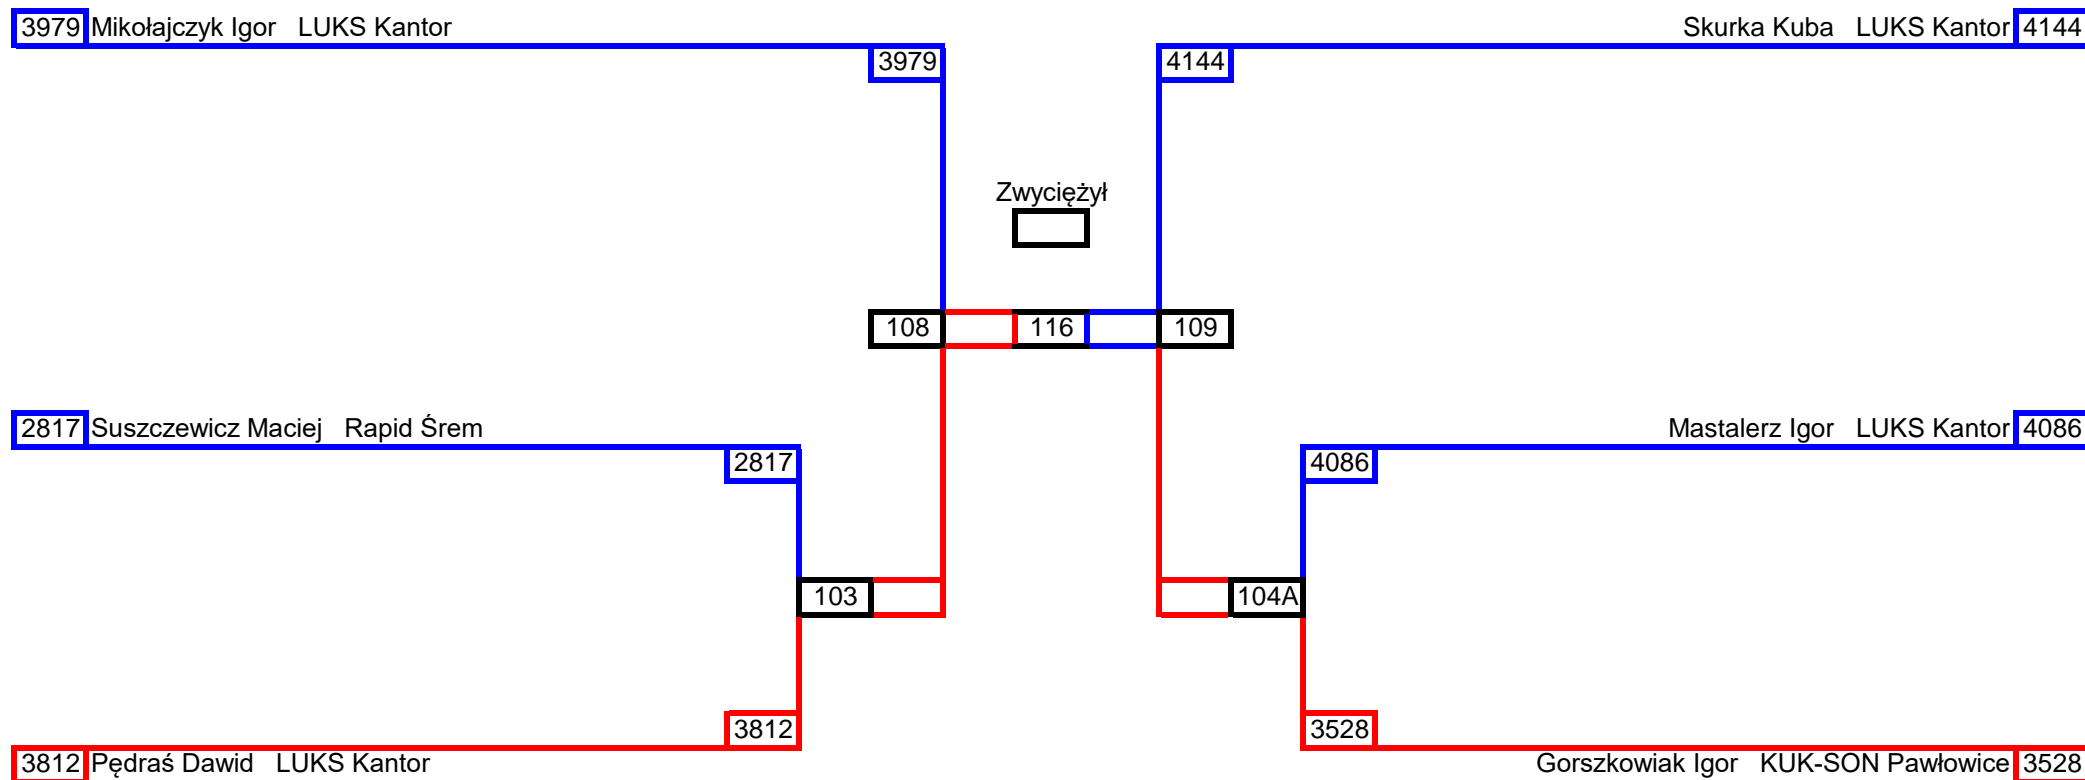 3979 Mikołajczyk Igor LUKS Kantor
Skurka Kuba LUKS Kantor 4144
3979
4144
Zwyciężył
108
116
109
2817 Suszczewicz Maciej Rapid Śrem
Mastalerz Igor LUKS Kantor 4086
2817
4086
103
104A
3812
3528
3812 Pędraś Dawid LUKS Kantor
Gorszkowiak Igor KUK-SON Pawłowice 3528